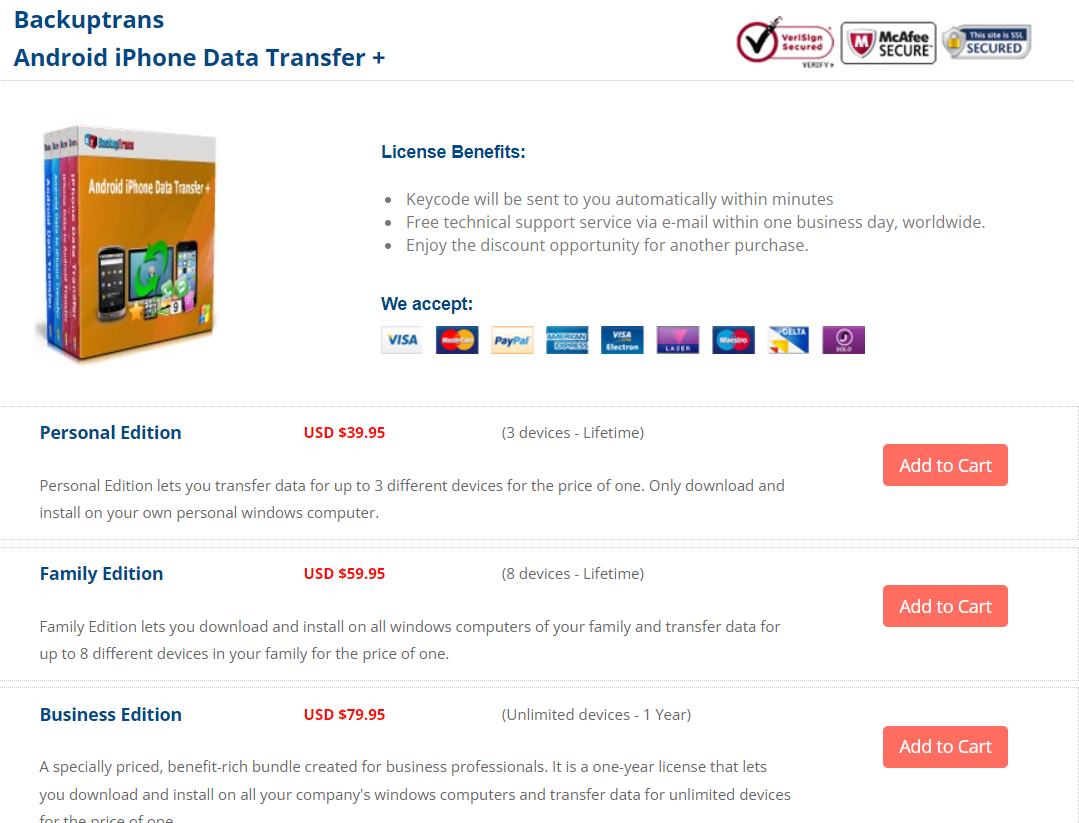 Backuptrans
Android iPhone Data Transfer +
VeriSign
Secured
VERIFY
McAfee
SECURE
This site is SSL
SECURED
BackupTrans
Android iPhone Data Transfer +
License Benefits:
Keycode will be sent to you automatically within minutes
Free technical support service via e-mail within one business day, worldwide.
Enjoy the discount opportunity for another purchase.
We accept:
VISA
MasterCard
PayPal
AMERICAN
EXPRESS
VISA
Electron
LASER
Maestro
DELTA
SOLO
Personal Edition USD $39.95 (3 devices - Lifetime)
Add to Cart
Personal Edition lets you transfer data for up to 3 different devices for the price of one. Only download and
install on your own personal windows computer.
Family Edition USD $59.95 (8 devices - Lifetime)
Add to Cart
Family Edition lets you download and install on all windows computers of your family and transfer data for
up to 8 different devices in your family for the price of one.
Business Edition USD $79.95 (Unlimited devices - 1 Year)
Add to Cart
A specially priced, benefit-rich bundle created for business professionals. It is a one-year license that lets
you download and install on all your company's windows computers and transfer data for unlimited devices
for the price of one